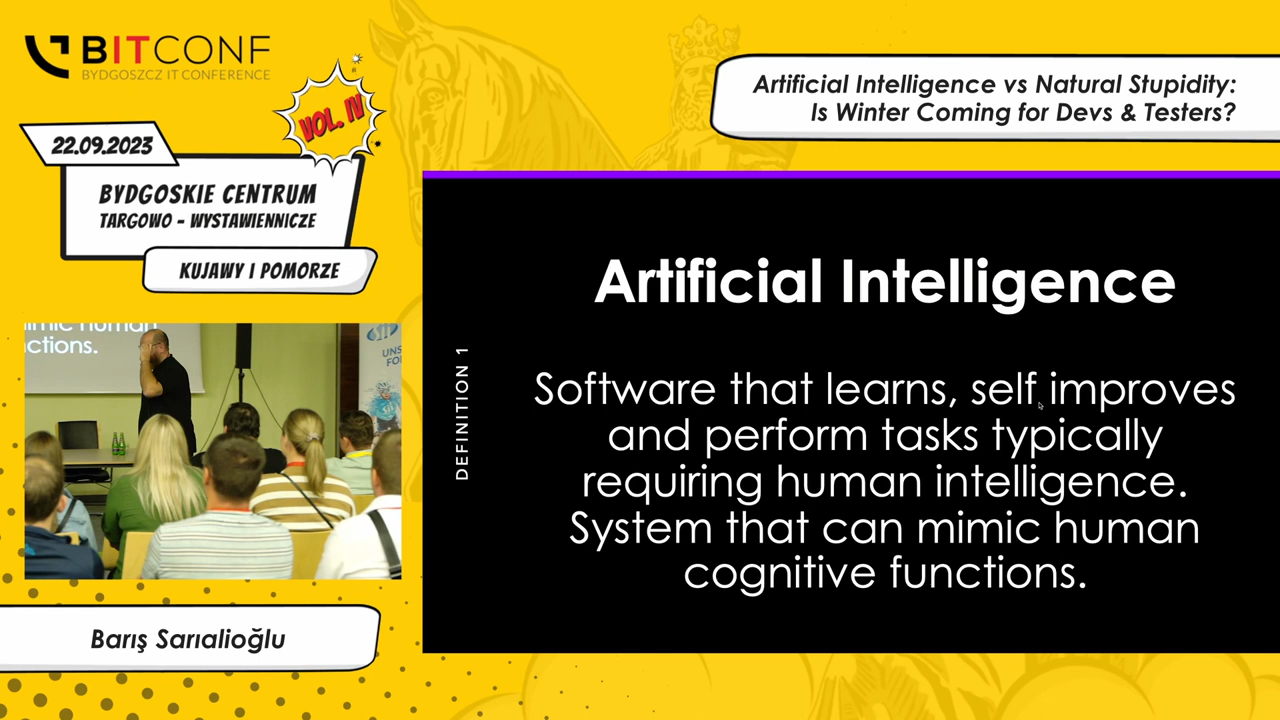 BITCONF
BYDGOSZCZ IT CONFERENCE
VOL. IV
22.09.2023
BYDGOSKIE CENTRUM
TARGOWO - WYSTAWIENNICZE
KUJAWY I POMORZE
Artificial Intelligence vs Natural Stupidity:
Is Winter Coming for Devs & Testers?
Artificial Intelligence
DEFINITION 1
Software that learns, self improves
and perform tasks typically
requiring human intelligence.
System that can mimic human
cognitive functions.
mimic human
ctions.
UNS
FO
Barış Sarıalioğlu